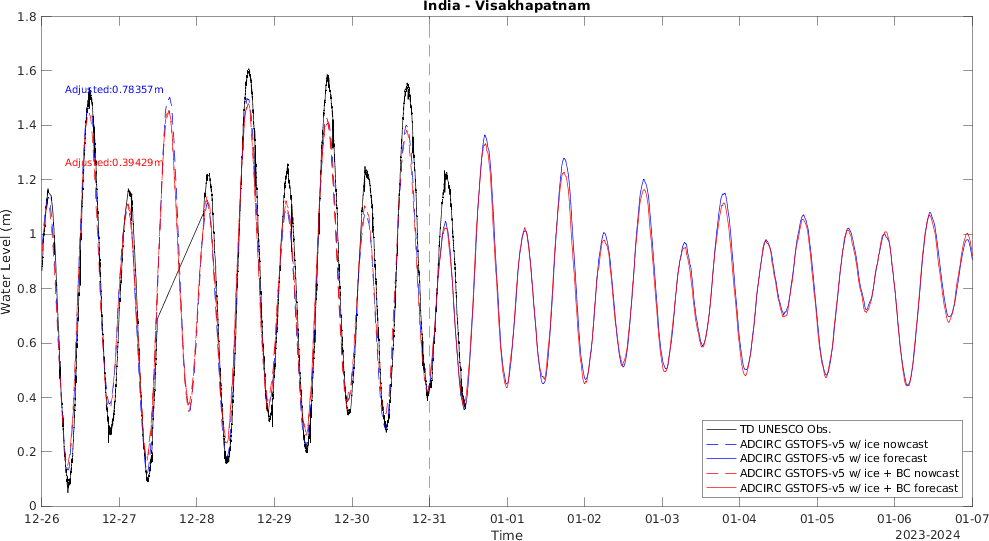 India - Visakhapatnam
Water Level (m)
1.8
1.6
1.4
1.2
1
0.8
0.6
0.4
0.2
0
Adjusted:0.78357m
Adjusted:0.39429m
TD UNESCO Obs.
ADCIRC GSTOFS-v5 w/ ice nowcast
ADCIRC GSTOFS-v5 w/ ice forecast
ADCIRC GSTOFS-v5 w/ ice + BC nowcast
ADCIRC GSTOFS-v5 w/ ice + BC forecast
12-26 12-27 12-28 12-29 12-30 12-31 01-01 01-02 01-03 01-04 01-05 01-06 01-07
Time
2023-2024